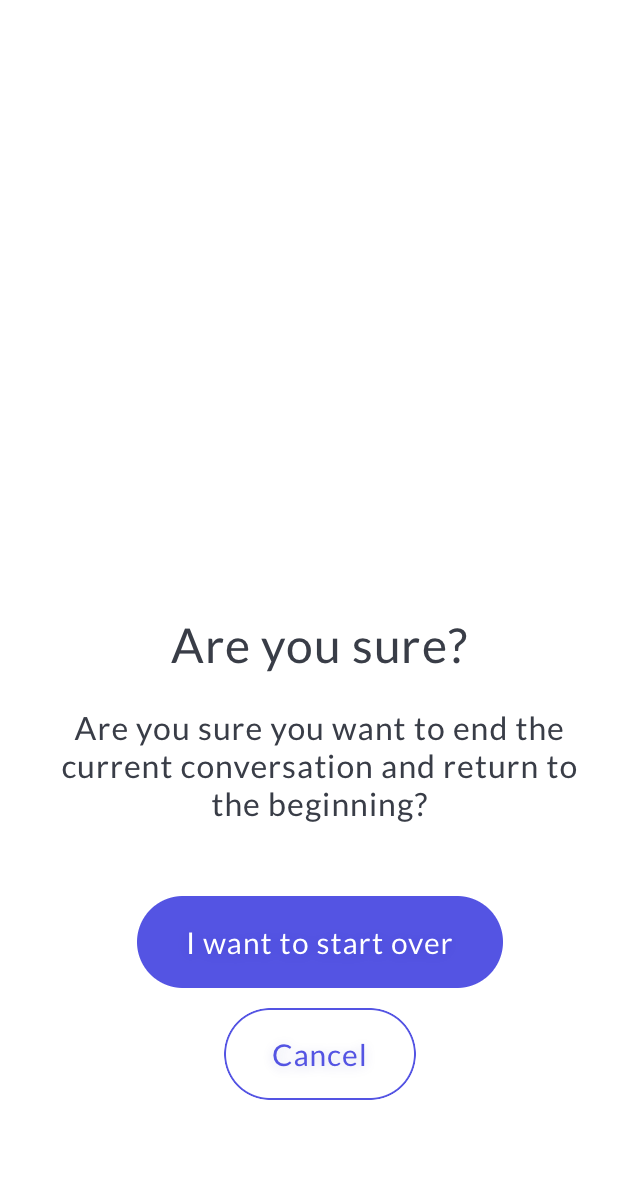 Are you sure?
Are you sure you want to end the
current conversation and return to
the beginning?
I want to start over
Cancel